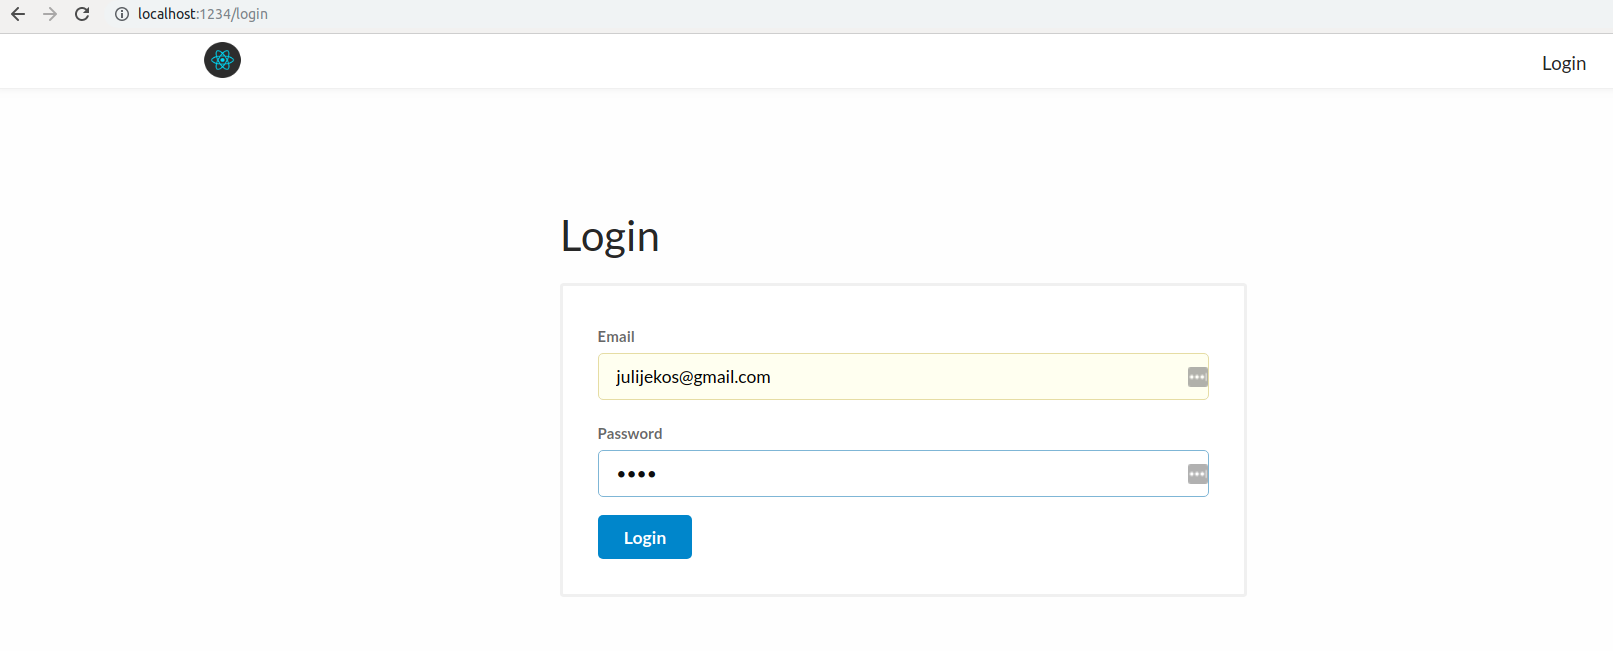 localhost:1234/login
Login
Login
Email
julijekos@gmail.com
Password
••••
Login